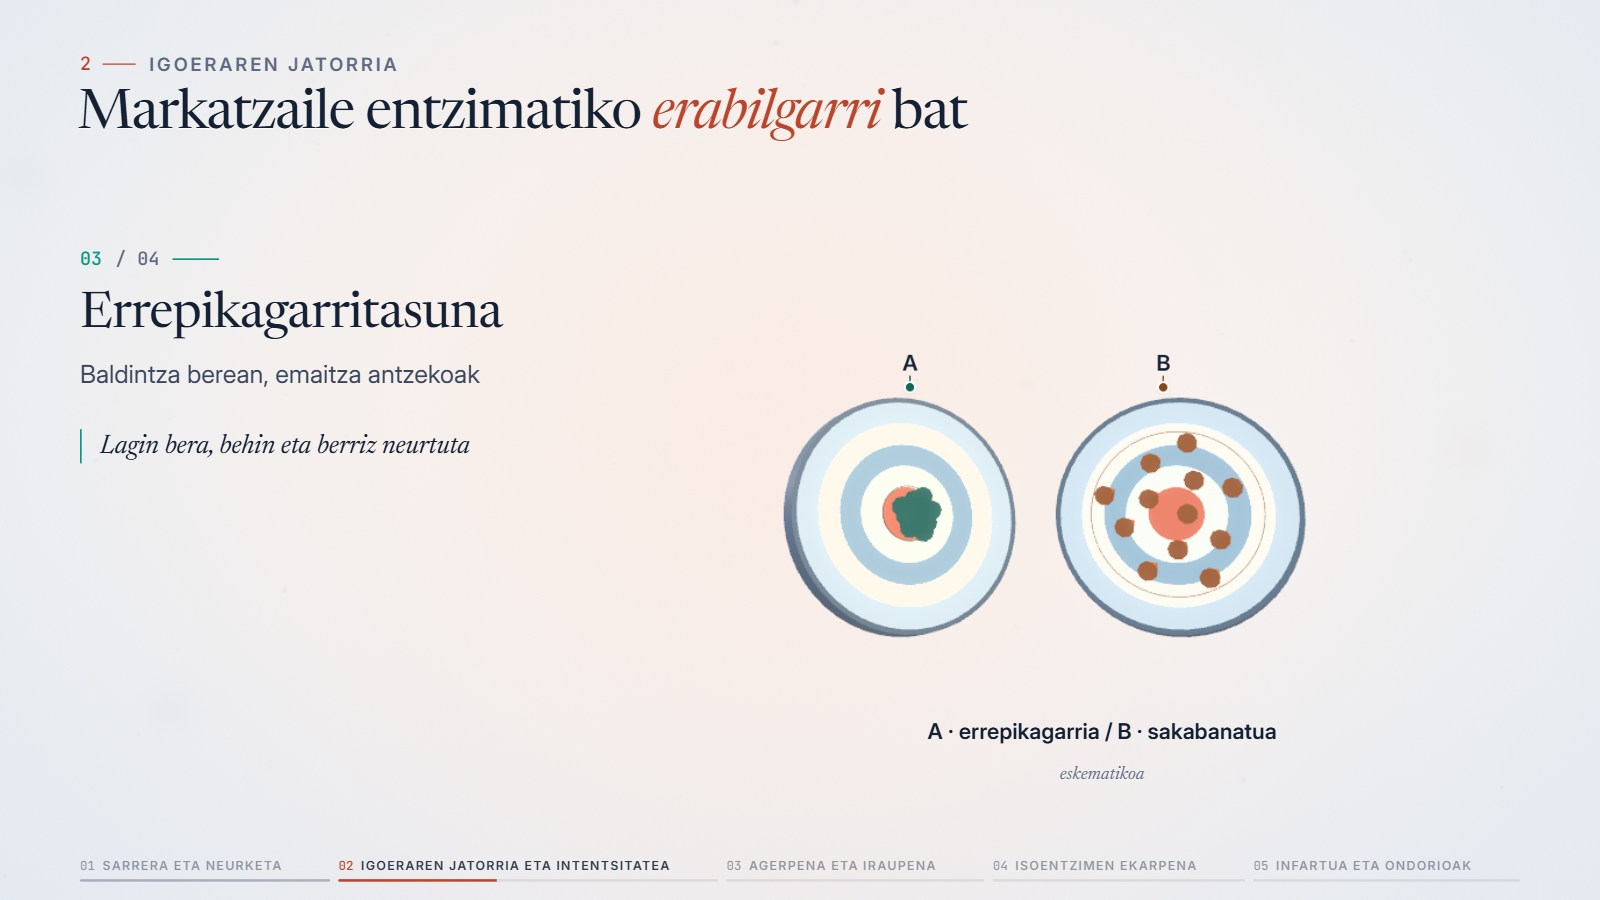 2 — IGOERAREN JATORRIA
Markatzaile entzimatiko erabilgarri bat
03 / 04
Errepikagarritasuna
Baldintza berean, emaitza antzekoak
Lagin bera, behin eta berriz neurtuta
A
B
A · errepikagarria / B · sakabanatua
eskematikoa
01 SARRERA ETA NEURKETA
02 IGOERAREN JATORRIA ETA INTENTSITATEA
03 AGERPENA ETA IRAUPENA
04 ISOENTZIMEN EKARPENA
05 INFARTUA ETA ONDORIOAK